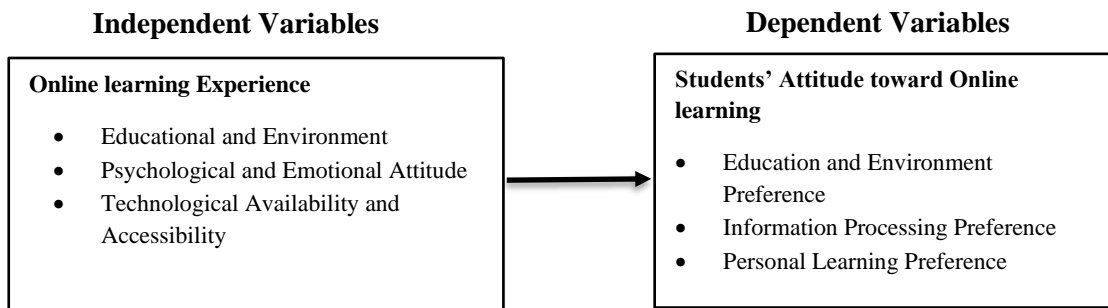 Independent Variables
Online learning Experience
• Educational and Environment
• Psychological and Emotional Attitude
• Technological Availability and
Accessibility
Dependent Variables
Students’ Attitude toward Online
learning
• Education and Environment
Preference
• Information Processing Preference
• Personal Learning Preference